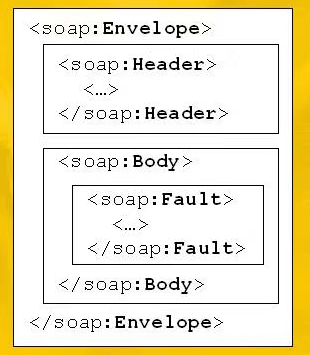 <soap:Envelope>
<soap:Header>
<…>
</soap:Header>
<soap:Body>
<soap:Fault>
<…>
</soap:Fault>
</soap:Body>
</soap:Envelope>